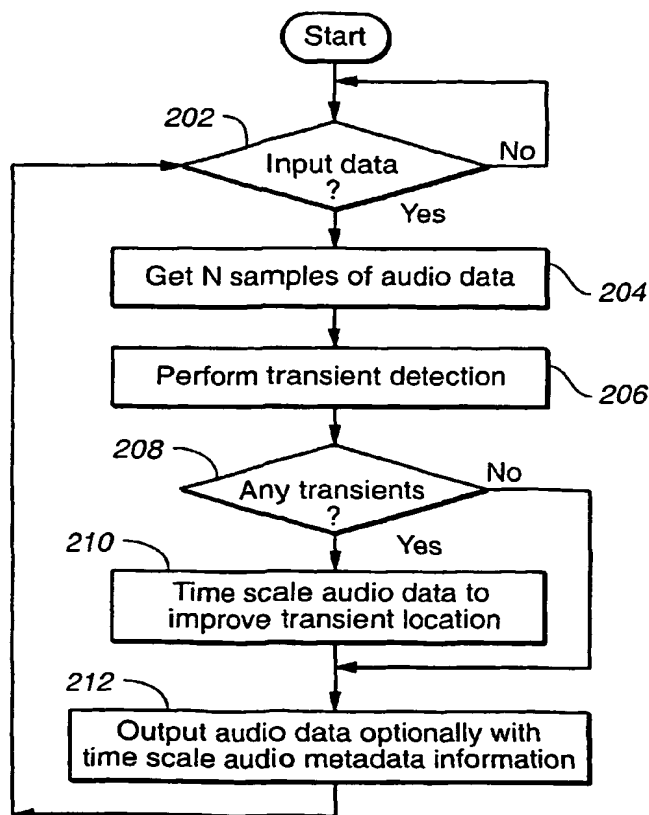 Start
202
Input data
?
No
Yes
Get N samples of audio data
204
Perform transient detection
206
208
Any transients
?
No
Yes
210
Time scale audio data to
improve transient location
212
Output audio data optionally with
time scale audio metadata information